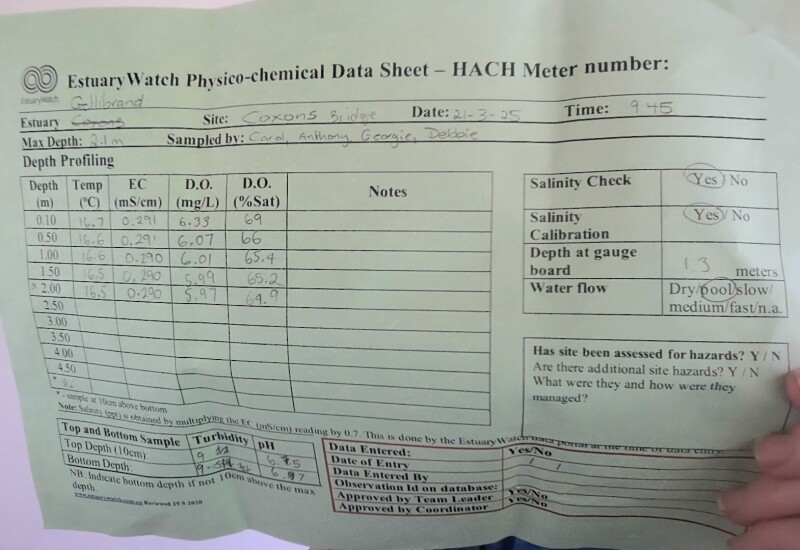 EstuaryWatch Physico-chemical Data Sheet – HACH Meter number:
EstuaryWatch
Gellibrand
Estuary Coxons Site: Coxons Bridge Date: 21-3-25 Time: 9 45
Max Depth: 2.1m Sampled by: Carol, Anthony, Georgie, Debbie
Depth Profiling
Depth (m) Temp (°C) EC (mS/cm) D.O. (mg/L) D.O. (%Sat) Notes
0.10 16.7 0.291 6.33 69
0.50 16.6 0.291 6.07 66
1.00 16.6 0.290 6.01 65.4
1.50 16.5 0.290 5.99 65.2
* 2.00 16.5 0.290 5.97 64.9
2.50
3.00
3.50
4.00
4.50
* - sample at 10cm above bottom
Note: Salinity (ppt) is obtained by multiplying the EC (mS/cm) reading by 0.7. This is done by the EstuaryWatch data portal at the time of data entry.
Salinity Check Yes / No
Salinity Calibration Yes / No
Depth at gauge board 1.3 meters
Water flow Dry/pool/slow/
medium/fast/n.a.
Has site been assessed for hazards? Y / N
Are there additional site hazards? Y / N
What were they and how were they
managed?
Top and Bottom Sample Turbidity pH
Top Depth (10cm): 9
Bottom Depth: 9
NB: Indicate bottom depth if not 10cm above the max
depth
www.estuarywatch.org.au Reviewed 19.9.2020
Data Entered: Yes/No
Date of Entry / /
Data Entered By
Observation Id on database:
Approved by Team Leader Yes/No
Approved by Coordinator Yes/No